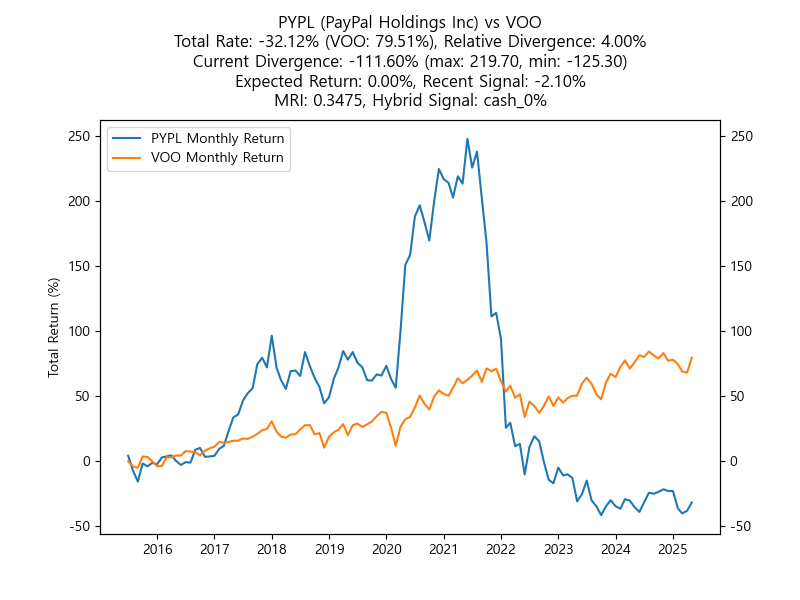 PYPL (PayPal Holdings Inc) vs VOO
Total Rate: -32.12% (VOO: 79.51%), Relative Divergence: 4.00%
Current Divergence: -111.60% (max: 219.70, min: -125.30)
Expected Return: 0.00%, Recent Signal: -2.10%
MRI: 0.3475, Hybrid Signal: cash_0%
PYPL Monthly Return
VOO Monthly Return
Total Return (%)
250
200
150
100
50
0
-50
250
200
150
100
50
0
-50
2016 2017 2018 2019 2020 2021 2022 2023 2024 2025